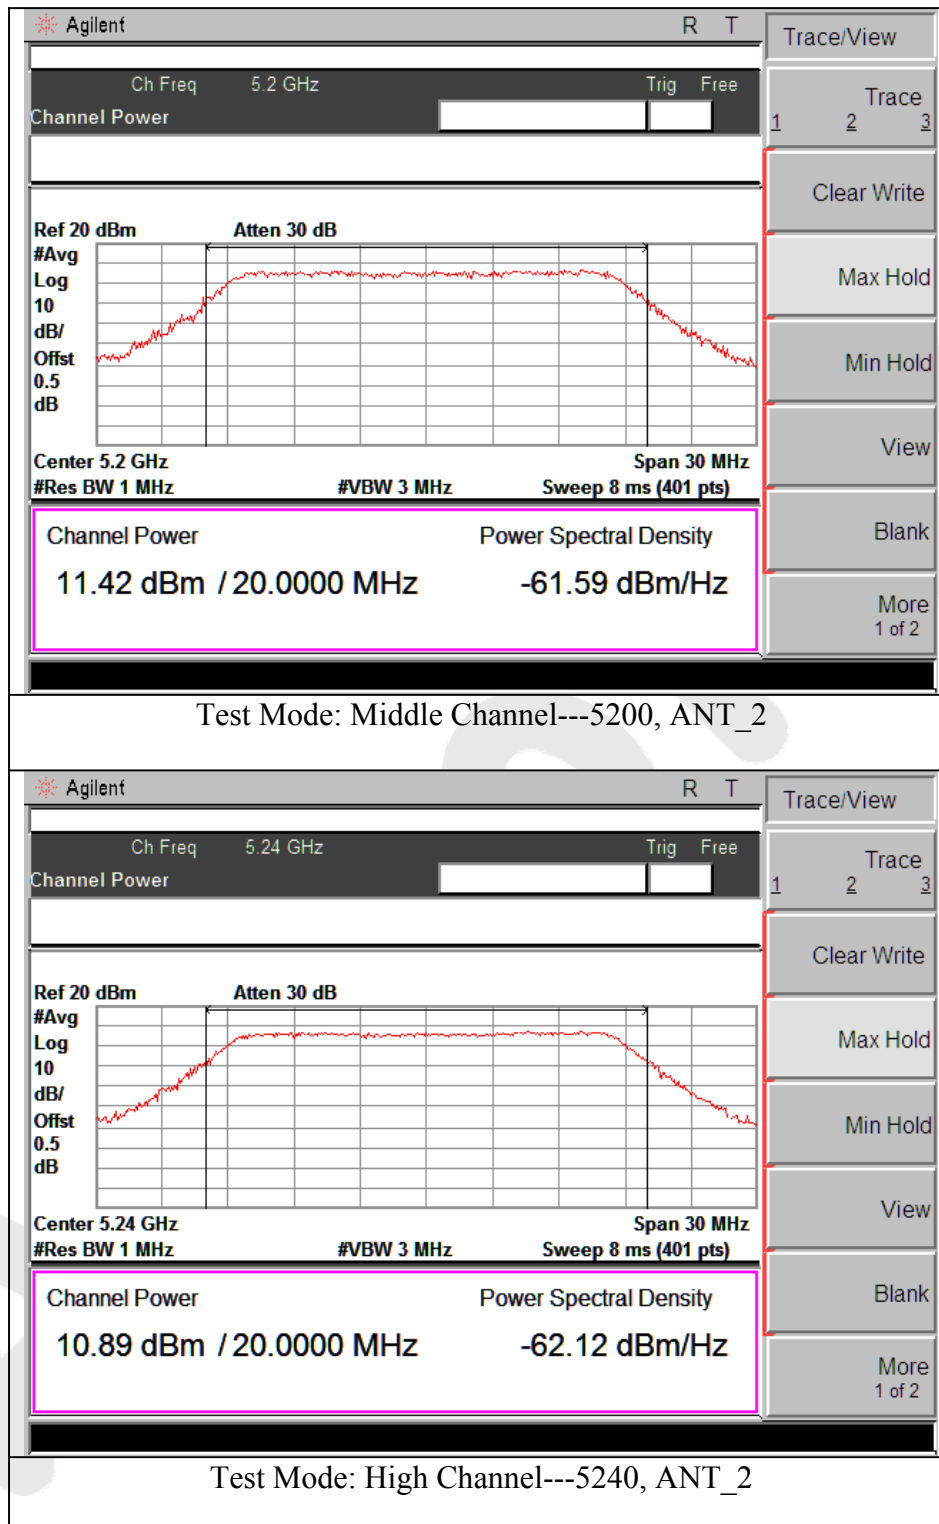 Agilent R T
Trace/View
Ch Freq 5.2 GHz Trig Free
Channel Power
Trace
1 2 3
Clear Write
Ref 20 dBm Atten 30 dB
#Avg
Log
10
dB/
Offst
0.5
dB
Max Hold
Min Hold
View
Center 5.2 GHz Span 30 MHz
#Res BW 1 MHz #VBW 3 MHz Sweep 8 ms (401 pts)
Channel Power Power Spectral Density
11.42 dBm / 20.0000 MHz -61.59 dBm/Hz
Blank
More
1 of 2
Test Mode: Middle Channel---5200, ANT_2
Agilent R T
Trace/View
Ch Freq 5.24 GHz Trig Free
Channel Power
Trace
1 2 3
Clear Write
Ref 20 dBm Atten 30 dB
#Avg
Log
10
dB/
Offst
0.5
dB
Max Hold
Min Hold
View
Center 5.24 GHz Span 30 MHz
#Res BW 1 MHz #VBW 3 MHz Sweep 8 ms (401 pts)
Channel Power Power Spectral Density
10.89 dBm / 20.0000 MHz -62.12 dBm/Hz
Blank
More
1 of 2
Test Mode: High Channel---5240, ANT_2